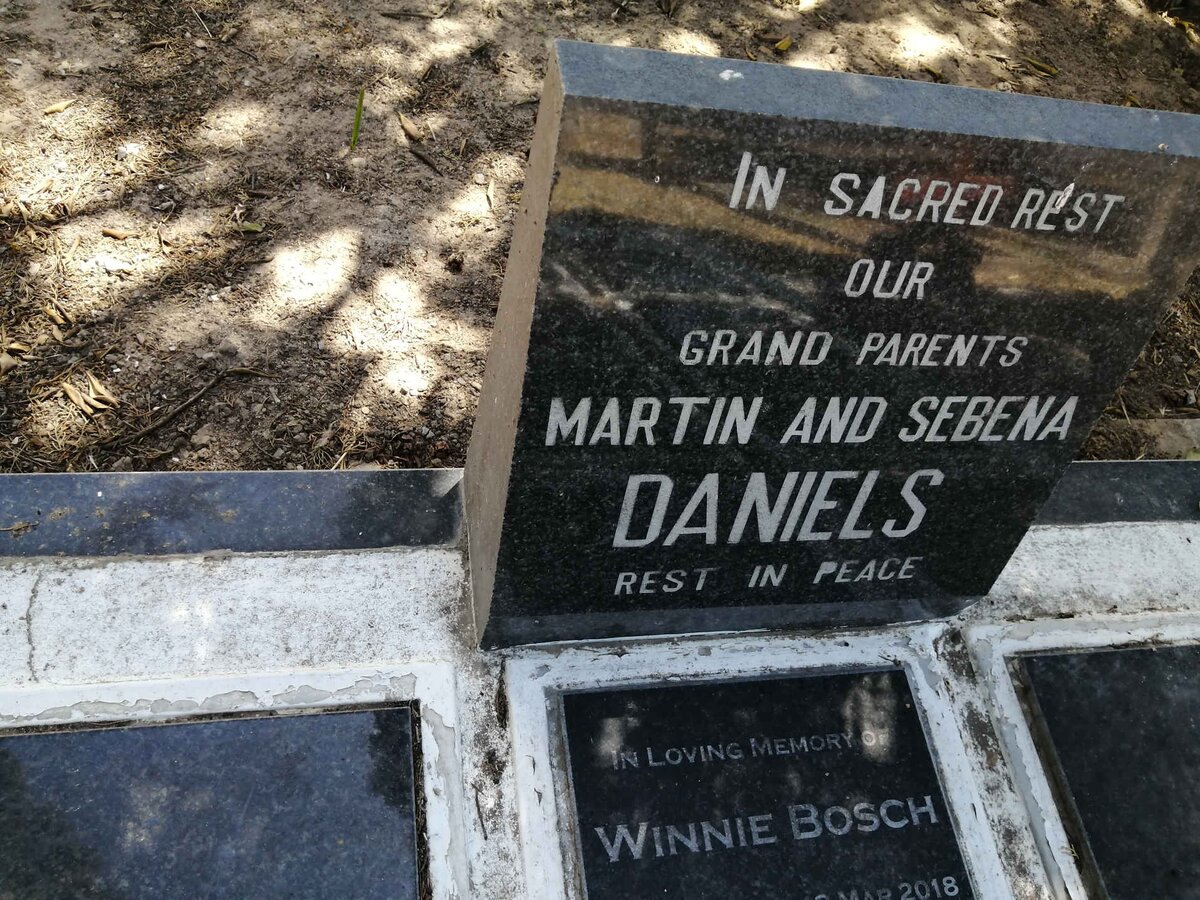 IN SACRED REST
OUR
GRAND PARENTS
MARTIN AND SEBENA
DANIELS
REST IN PEACE
IN LOVING MEMORY OF
WINNIE BOSCH
MAR 2018